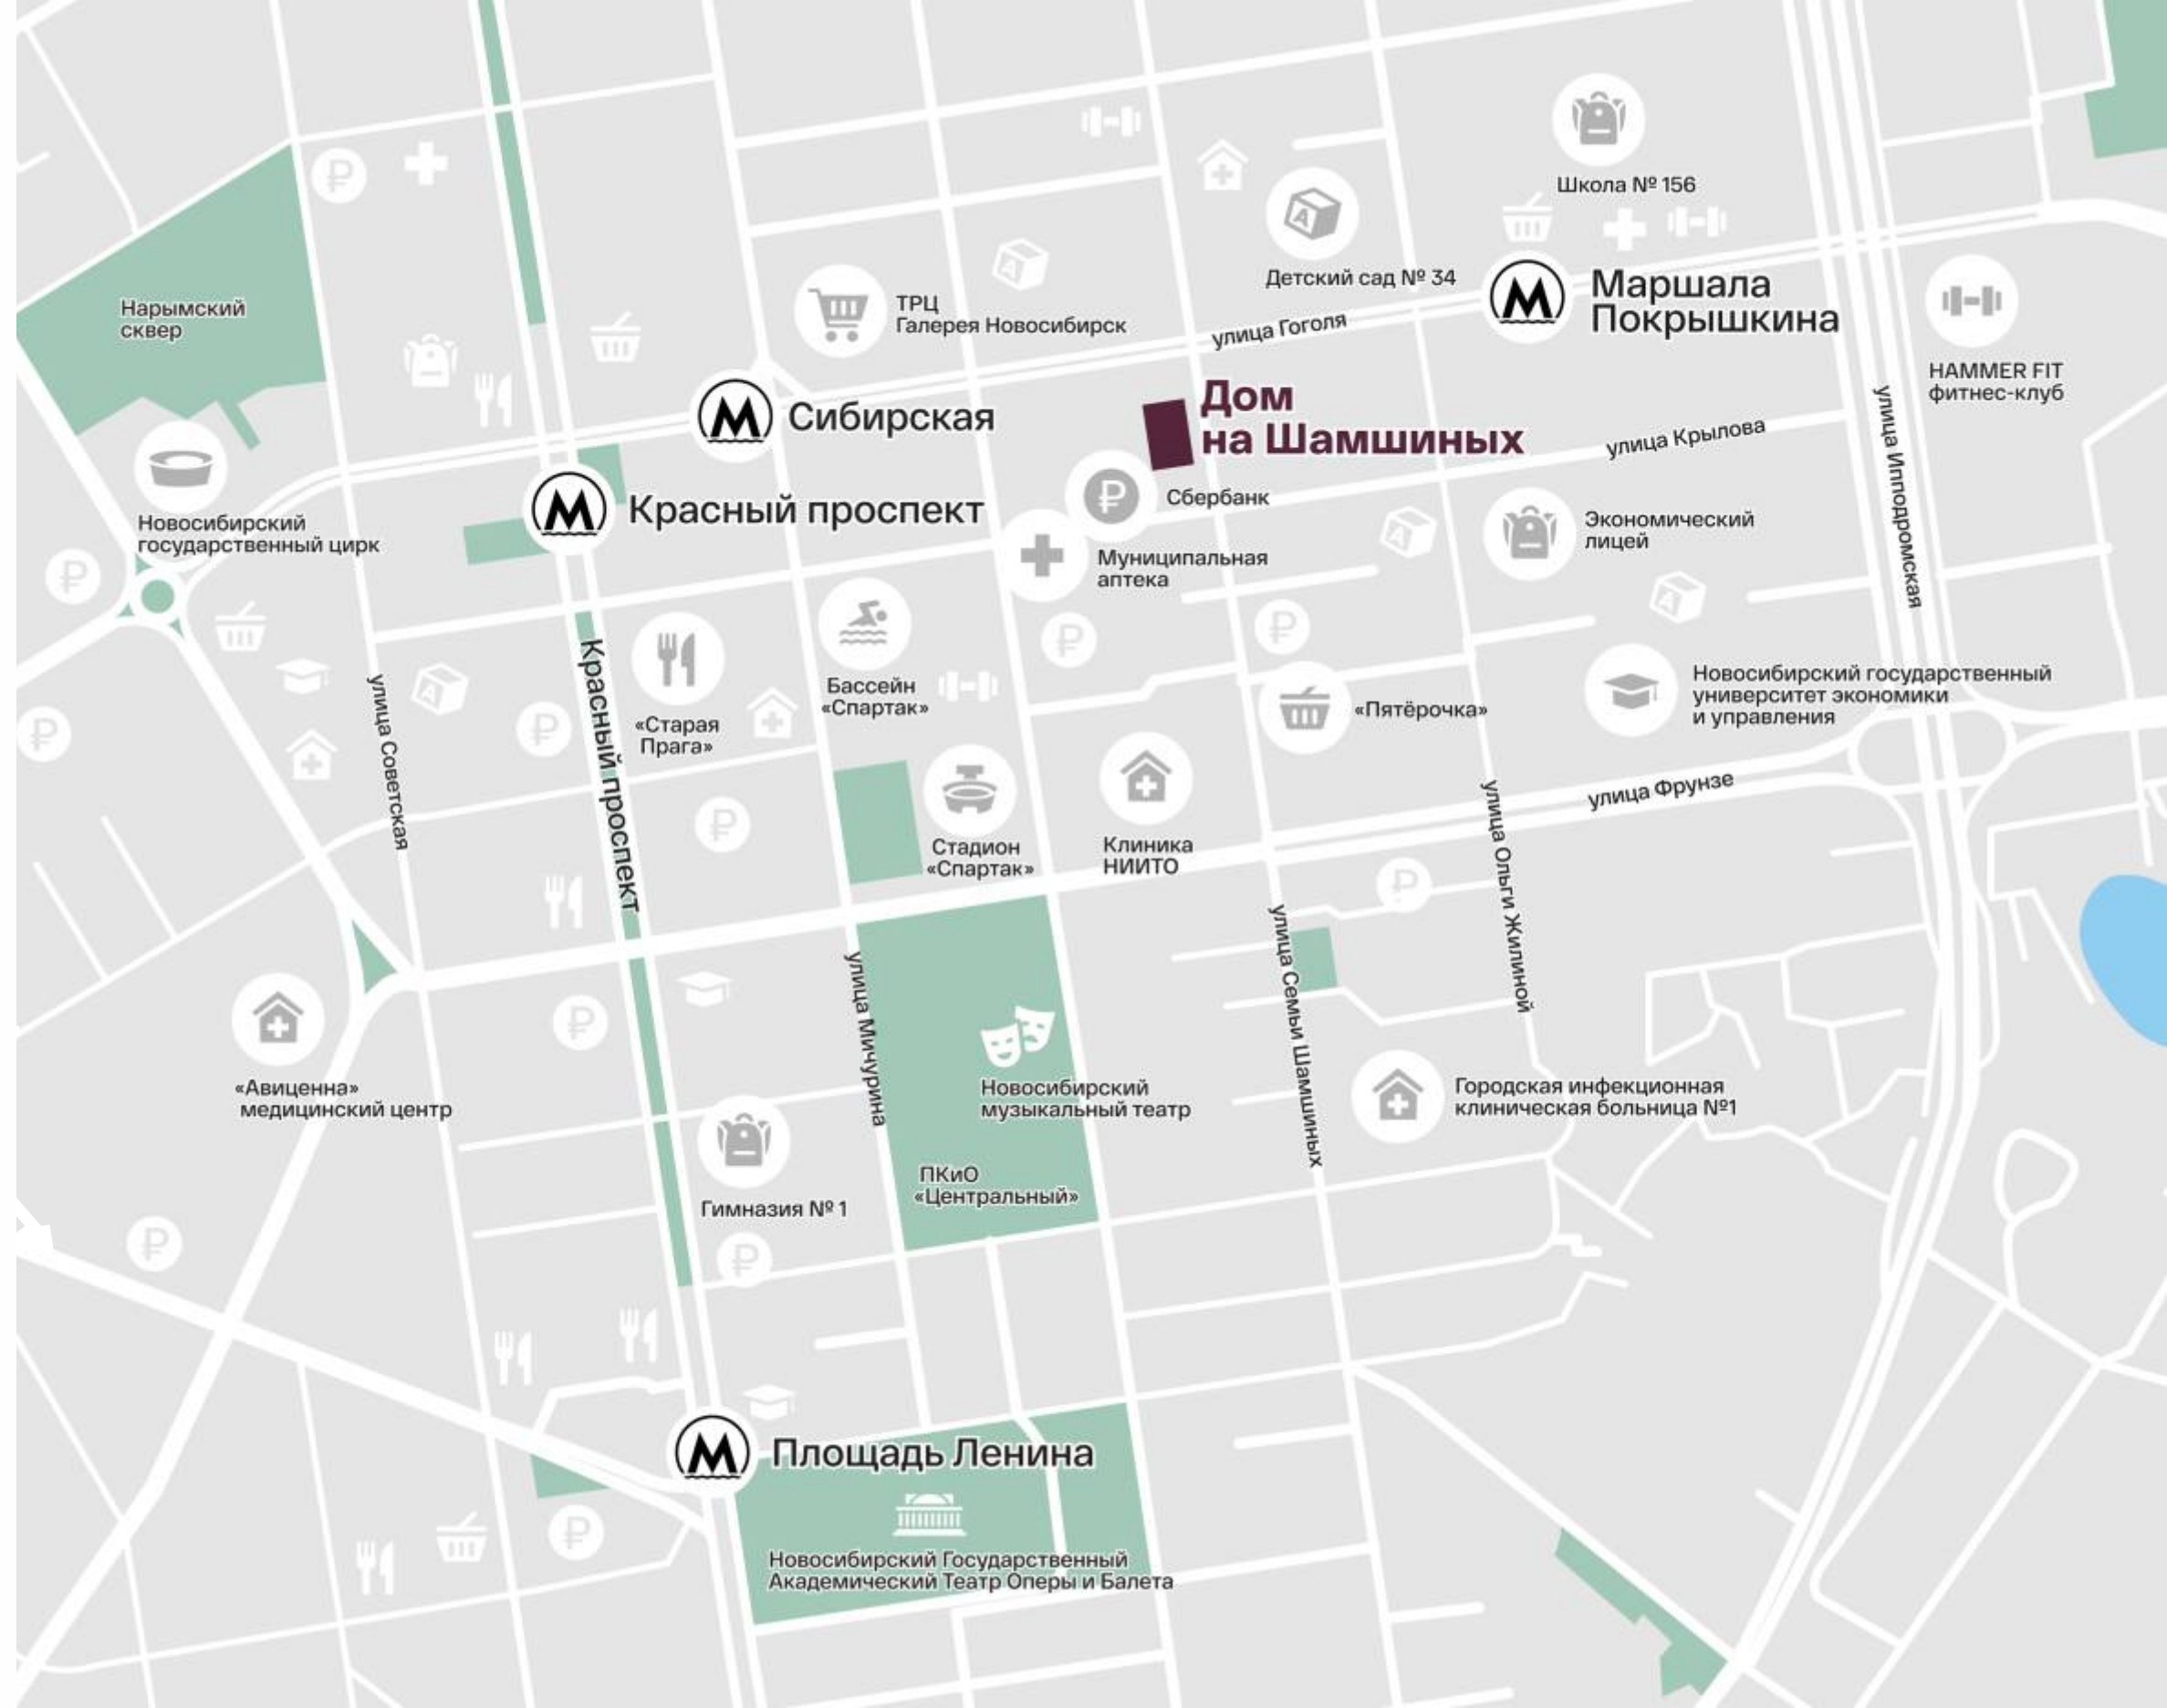 Школа № 156
Детский сад № 34
Маршала
Покрышкина
Нарымский
сквер
ТРЦ
Галерея Новосибирск
улица Гоголя
HAMMER FIT
фитнес-клуб
Сибирская
Дом
на Шамшиных
улица Крылова
улица Ипподромская
Красный проспект
Сбербанк
Новосибирский
государственный цирк
Экономический
лицей
Муниципальная
аптека
Красный проспект
улица Советская
«Старая
Прага»
Бассейн
«Спартак»
«Пятёрочка»
Новосибирский государственный
университет экономики
и управления
улица Фрунзе
улица Ольги Жилиной
Стадион
«Спартак»
Клиника
НИИТО
улица Мичурина
улица Семьи Шамшиных
«Авиценна»
медицинский центр
Новосибирский
музыкальный театр
Городская инфекционная
клиническая больница №1
ПКиО
«Центральный»
Гимназия № 1
Площадь Ленина
Новосибирский Государственный
Академический Театр Оперы и Балета